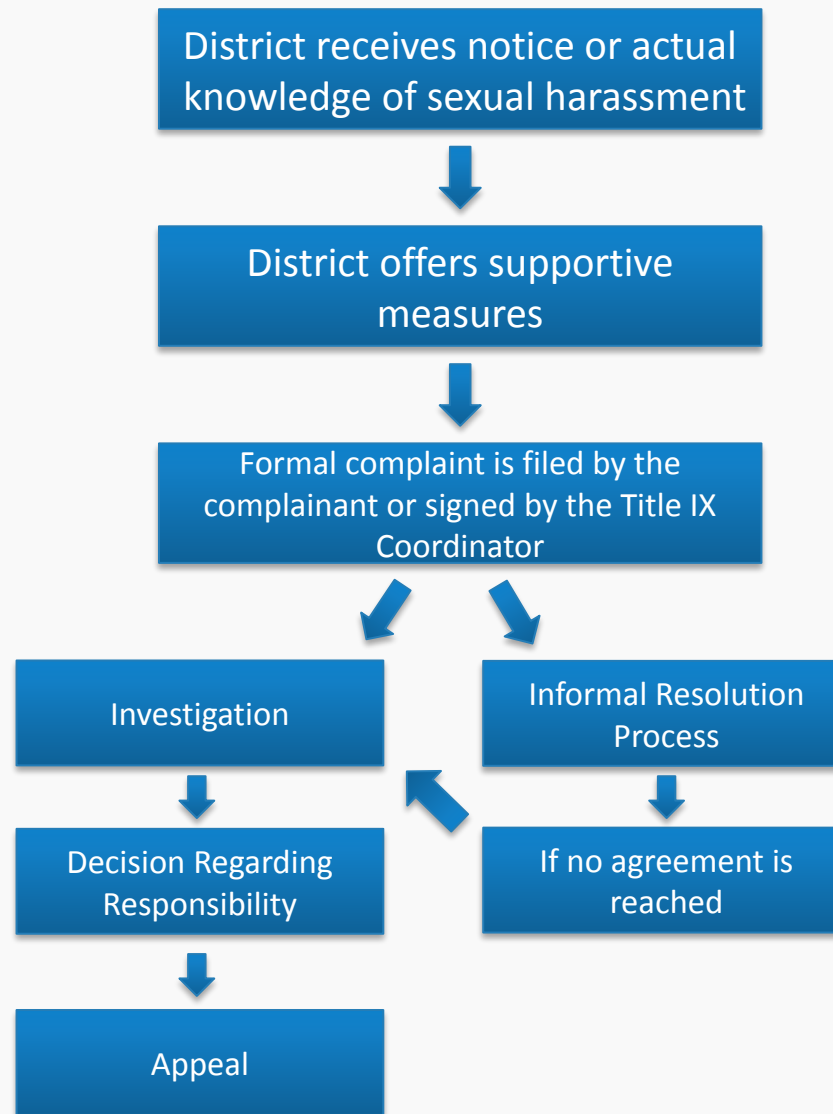 District receives notice or actual
knowledge of sexual harassment
District offers supportive
measures
Formal complaint is filed by the
complainant or signed by the Title IX
Coordinator
Investigation
Informal Resolution
Process
Decision Regarding
Responsibility
If no agreement is
reached
Appeal